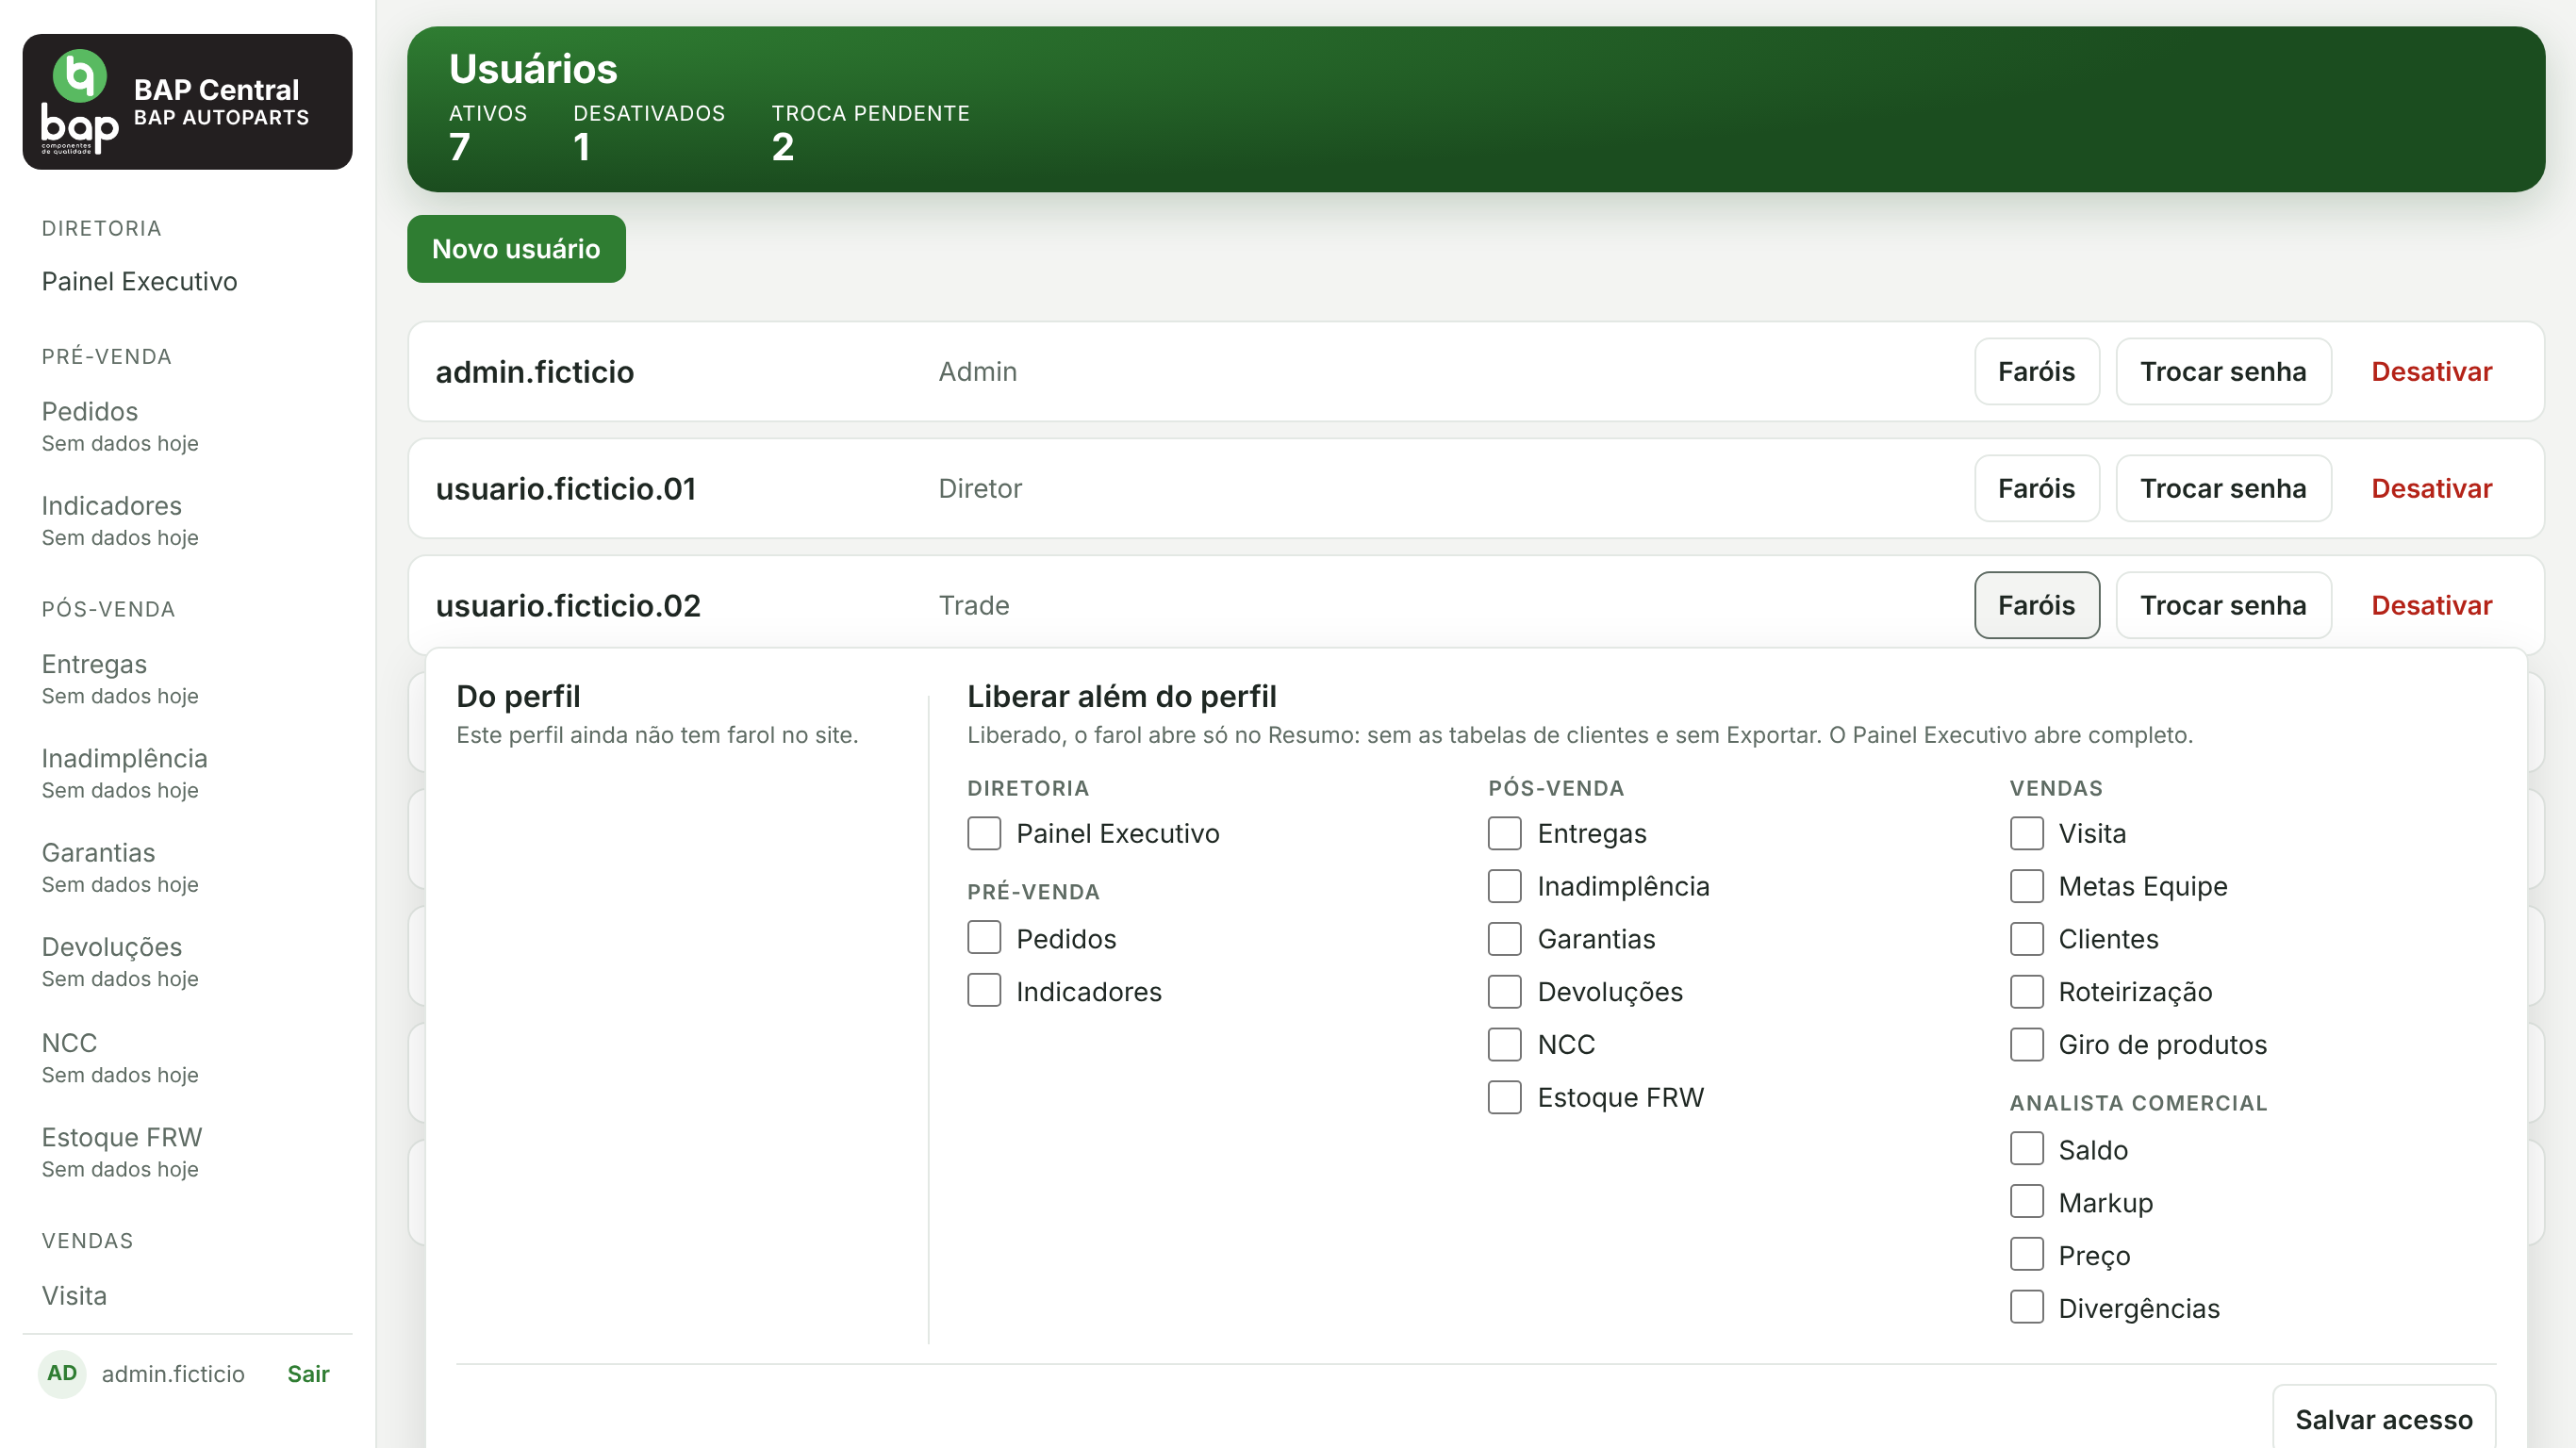 bap
componentes
de qualidade
BAP Central
BAP AUTOPARTS
DIRETORIA
Painel Executivo
PRÉ-VENDA
Pedidos
Sem dados hoje
Indicadores
Sem dados hoje
PÓS-VENDA
Entregas
Sem dados hoje
Inadimplência
Sem dados hoje
Garantias
Sem dados hoje
Devoluções
Sem dados hoje
NCC
Sem dados hoje
Estoque FRW
Sem dados hoje
VENDAS
Visita
AD admin.ficticio Sair
Usuários
ATIVOS DESATIVADOS TROCA PENDENTE
7 1 2
Novo usuário
admin.ficticio Admin Faróis Trocar senha Desativar
usuario.ficticio.01 Diretor Faróis Trocar senha Desativar
usuario.ficticio.02 Trade Faróis Trocar senha Desativar
Do perfil
Este perfil ainda não tem farol no site.
Liberar além do perfil
Liberado, o farol abre só no Resumo: sem as tabelas de clientes e sem Exportar. O Painel Executivo abre completo.
DIRETORIA
Painel Executivo
PRÉ-VENDA
Pedidos
Indicadores
PÓS-VENDA
Entregas
Inadimplência
Garantias
Devoluções
NCC
Estoque FRW
VENDAS
Visita
Metas Equipe
Clientes
Roteirização
Giro de produtos
ANALISTA COMERCIAL
Saldo
Markup
Preço
Divergências
Salvar acesso